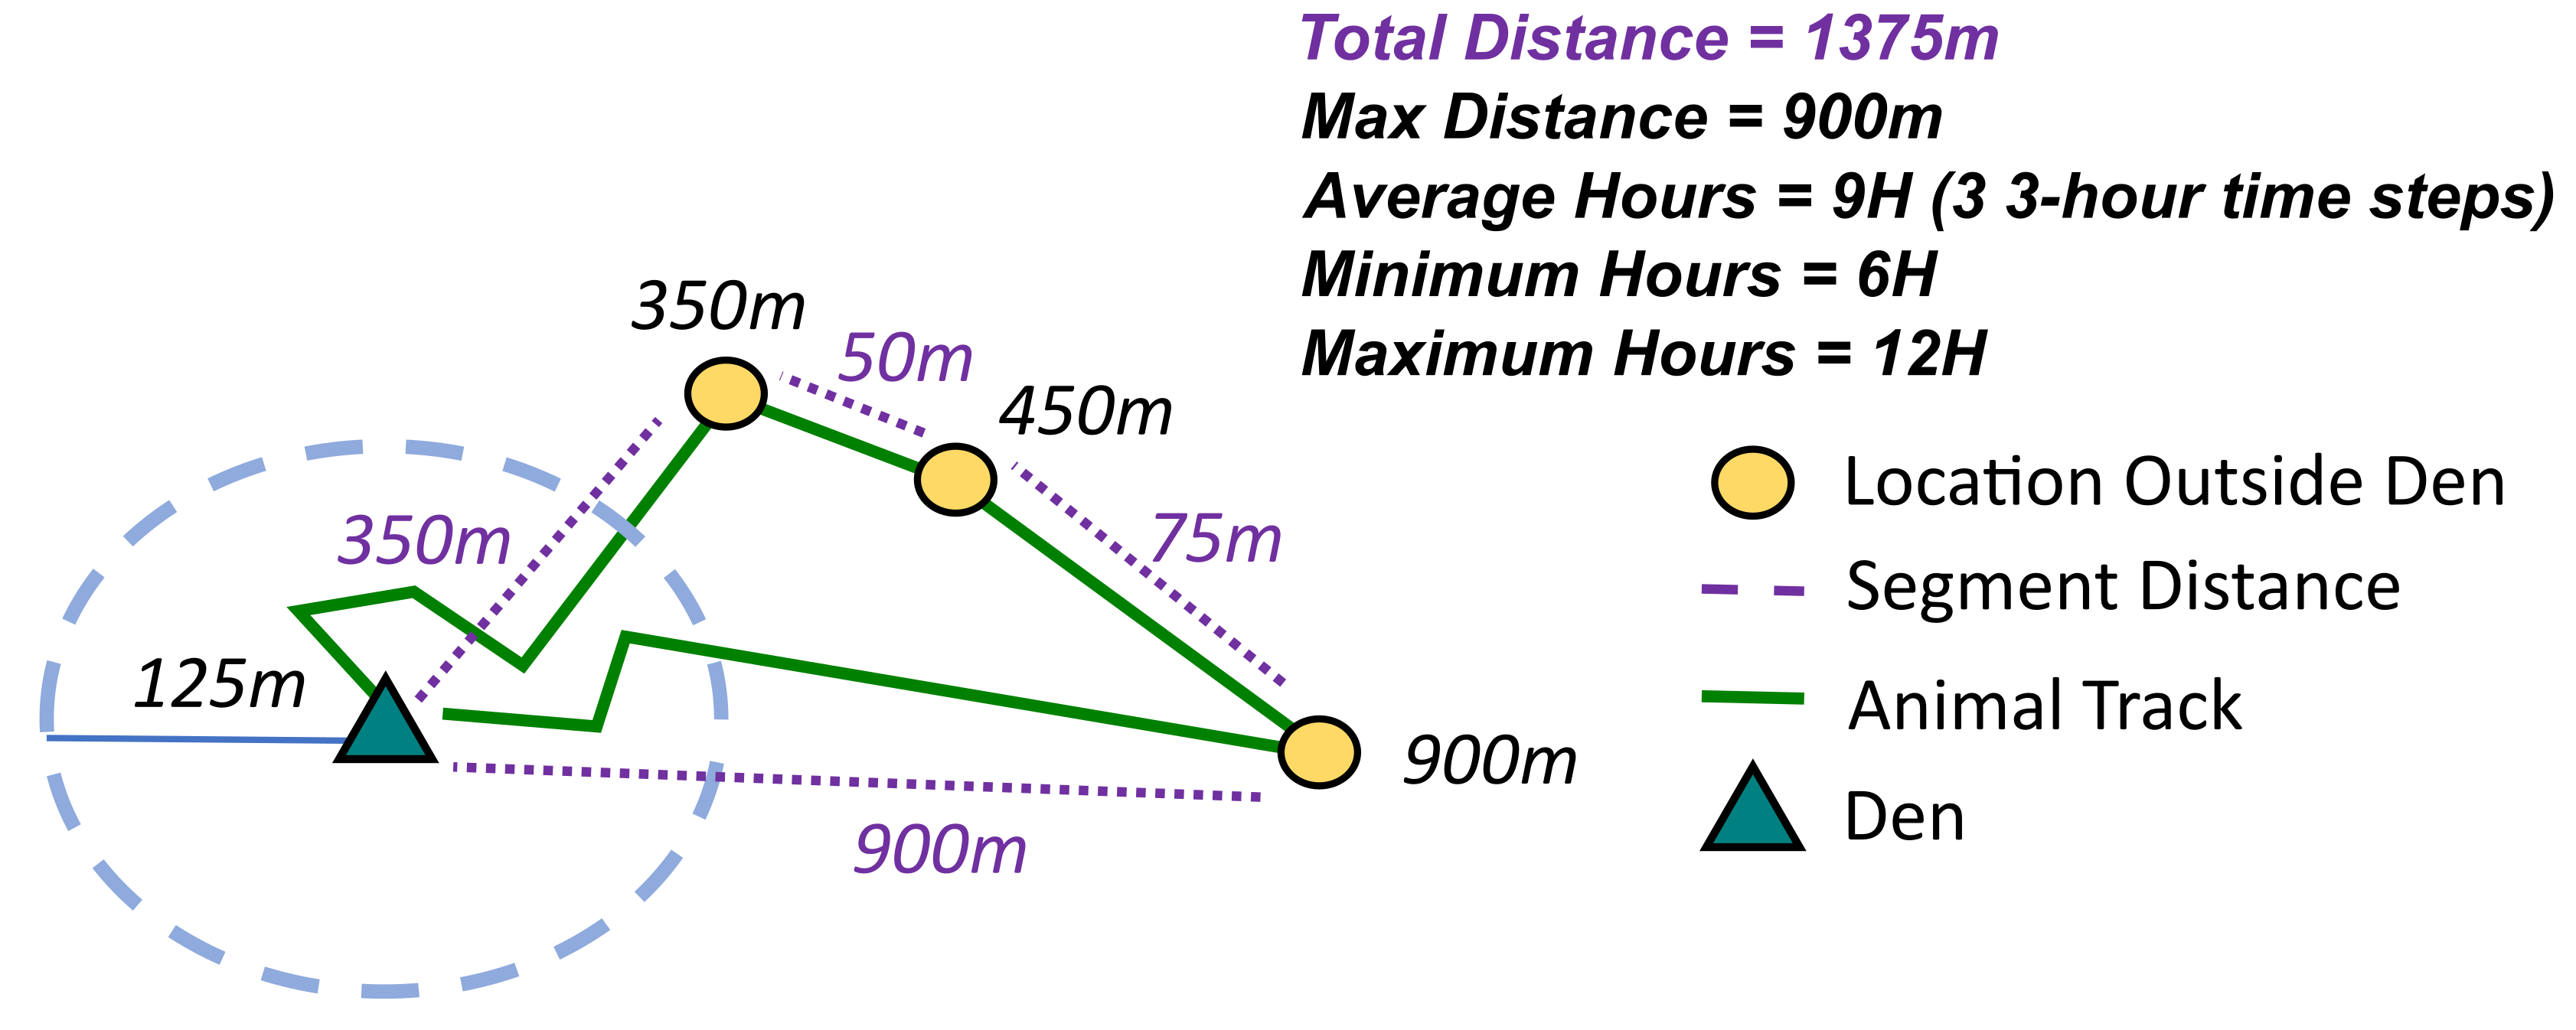 Total Distance = 1375m
Max Distance = 900m
Average Hours = 9H (3 3-hour time steps)
Minimum Hours = 6H
Maximum Hours = 12H
350m
50m
450m
350m
75m
125m
900m
900m
Location Outside Den
Segment Distance
Animal Track
Den